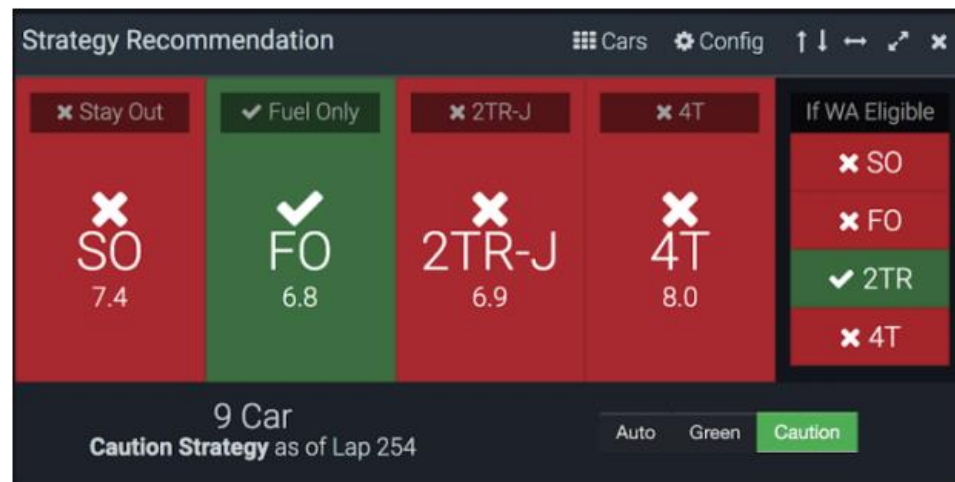 Strategy Recommendation Cars Config
Stay Out Fuel Only 2TR-J 4T If WA Eligible
SO FO 2TR-J 4T
7.4 6.8 6.9 8.0
SO
FO
2TR
4T
9 Car
Caution Strategy as of Lap 254
Auto Green Caution